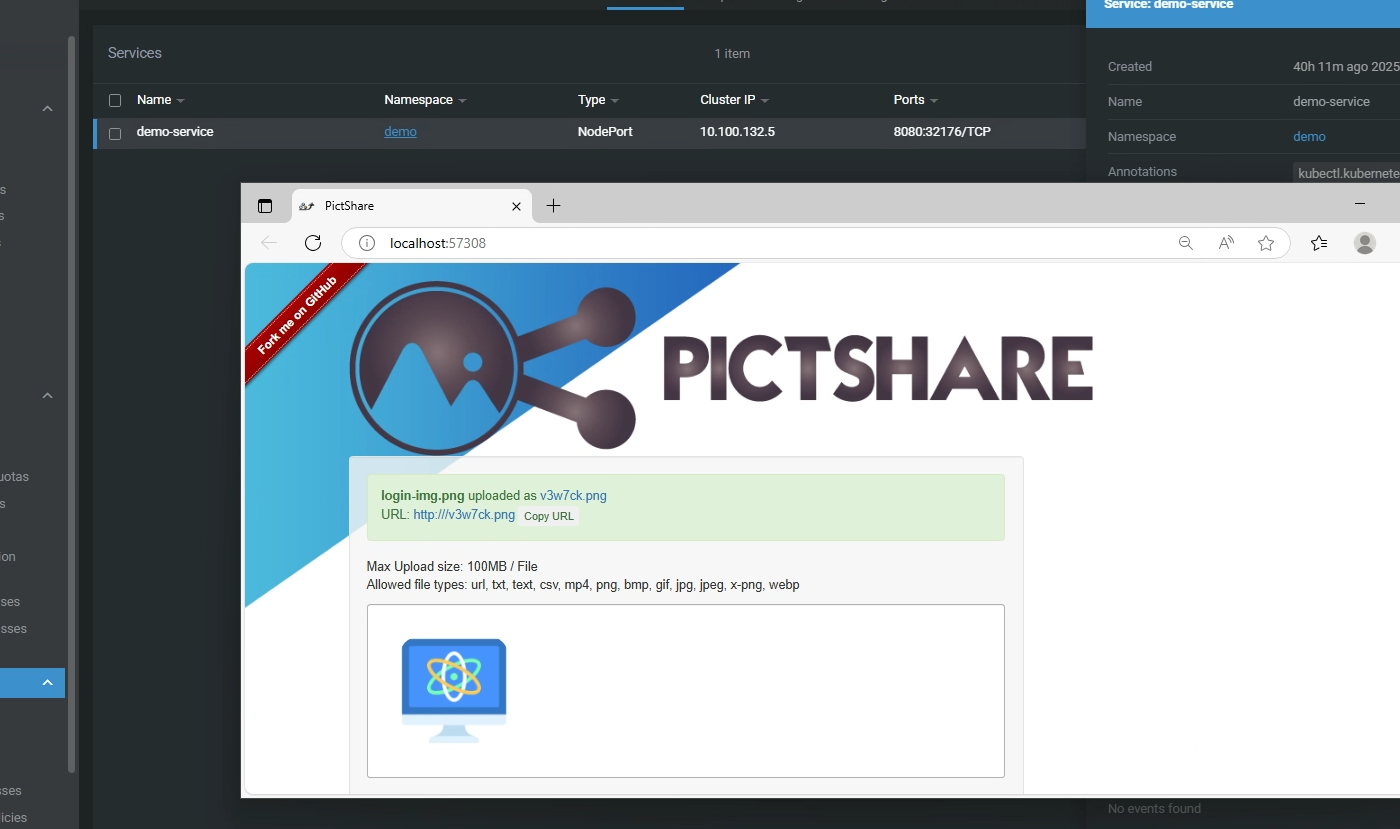 Service: demo-service
Services
1 item
Name
Namespace
Type
Cluster IP
Ports
demo-service
demo
NodePort
10.100.132.5
8080:32176/TCP
Created
40h 11m ago 2025
Name
demo-service
Namespace
demo
Annotations
kubectl.kubernete
s
s
s
uotas
s
ion
ses
sses
sses
licies
PictShare
localhost:57308
Fork me on GitHub
PICTSHARE
login-img.png uploaded as v3w7ck.png
URL: http:///v3w7ck.png Copy URL
Max Upload size: 100MB / File
Allowed file types: url, txt, text, csv, mp4, png, bmp, gif, jpg, jpeg, x-png, webp
No events found